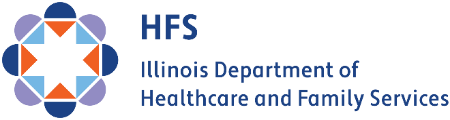 HFS
Illinois Department of
Healthcare and Family Services